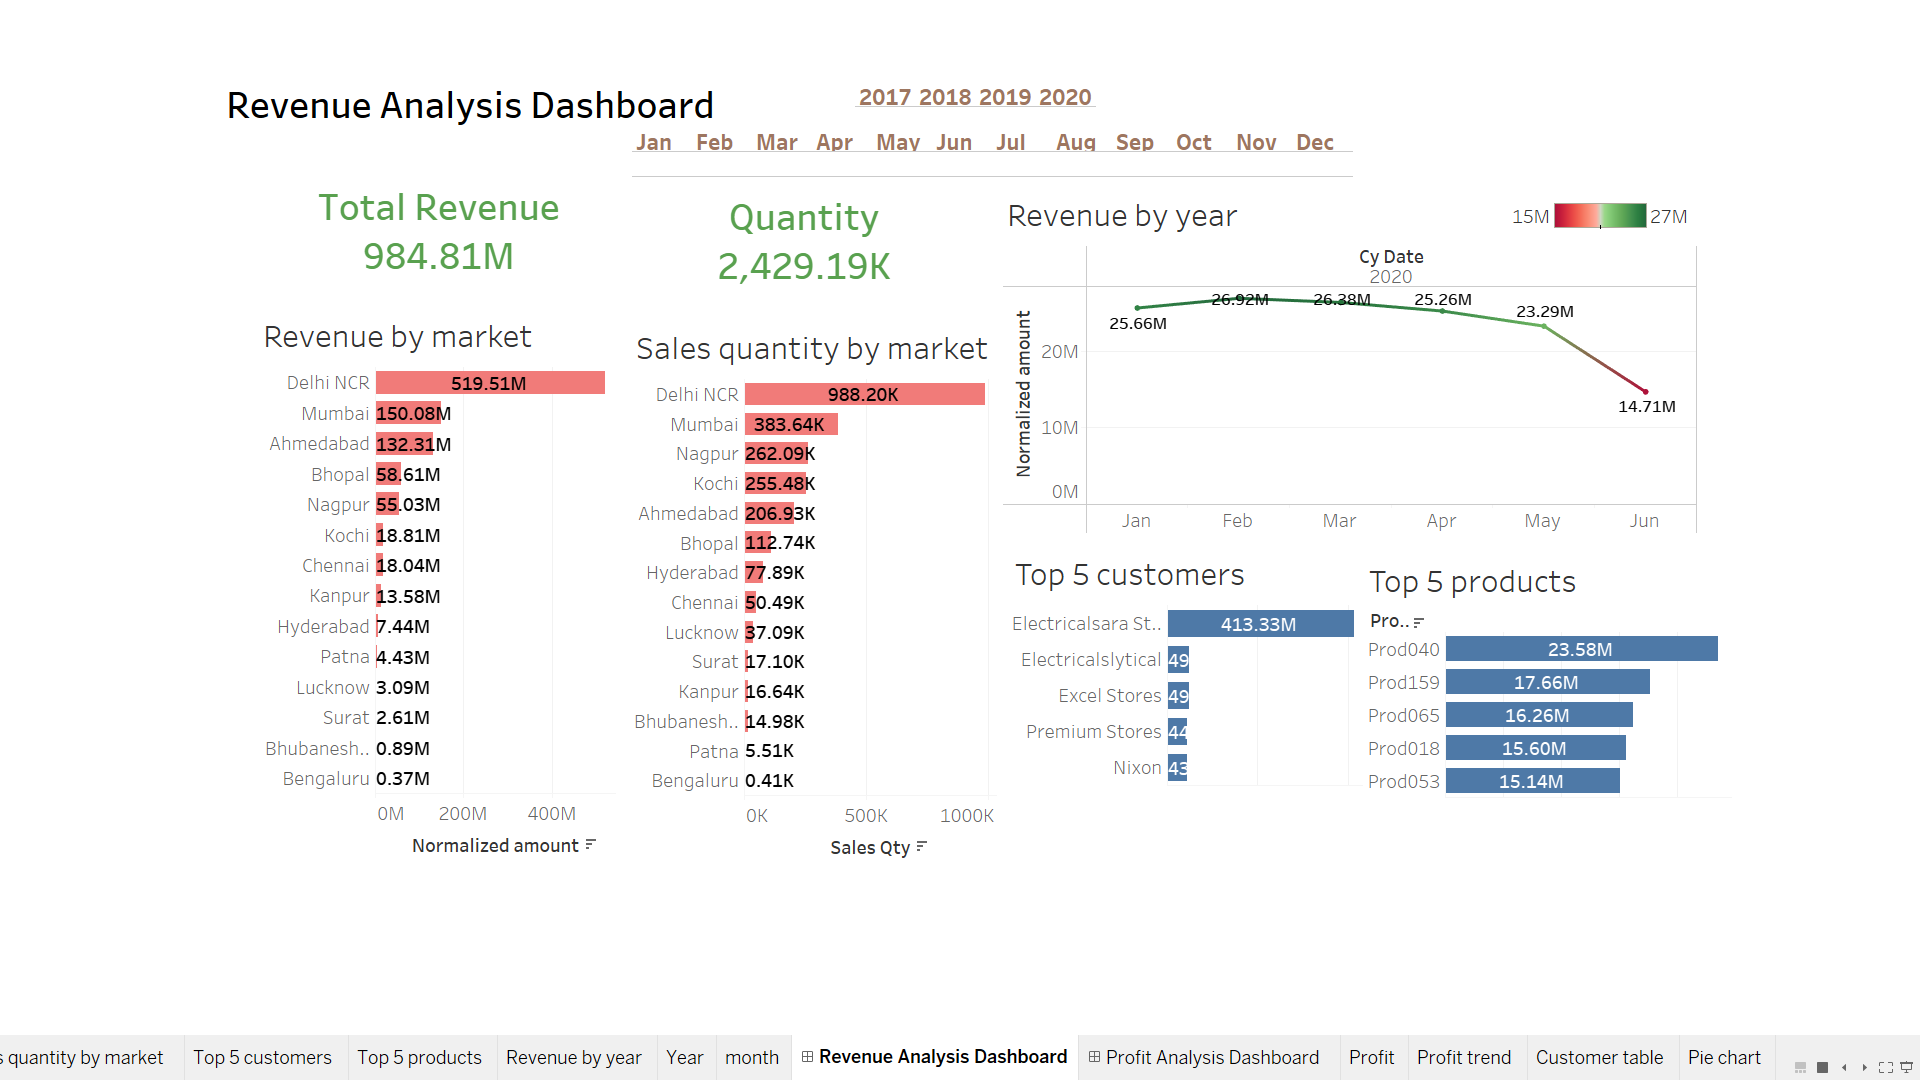 Revenue Analysis Dashboard
2017 2018 2019 2020
Jan Feb Mar Apr May Jun Jul Aug Sep Oct Nov Dec
Total Revenue
984.81M
Quantity
2,429.19K
Revenue by market
Delhi NCR 519.51M
Mumbai 150.08M
Ahmedabad 132.31M
Bhopal 58.61M
Nagpur 55.03M
Kochi 18.81M
Chennai 18.04M
Kanpur 13.58M
Hyderabad 7.44M
Patna 4.43M
Lucknow 3.09M
Surat 2.61M
Bhubanesh.. 0.89M
Bengaluru 0.37M
0M 200M 400M
Normalized amount
Sales quantity by market
Delhi NCR 988.20K
Mumbai 383.64K
Nagpur 262.09K
Kochi 255.48K
Ahmedabad 206.93K
Bhopal 112.74K
Hyderabad 77.89K
Chennai 50.49K
Lucknow 37.09K
Surat 17.10K
Kanpur 16.64K
Bhubanesh.. 14.98K
Patna 5.51K
Bengaluru 0.41K
0K 500K 1000K
Sales Qty
Revenue by year
15M 27M
Cy Date
2020
Normalized amount
20M
10M
0M
25.66M 26.92M 26.38M 25.26M 23.29M 14.71M
Jan Feb Mar Apr May Jun
Top 5 customers
Electricalsara St.. 413.33M
Electricalslytical 49
Excel Stores 49
Premium Stores 44
Nixon 43
Top 5 products
Pro..
Prod040 23.58M
Prod159 17.66M
Prod065 16.26M
Prod018 15.60M
Prod053 15.14M
s quantity by market Top 5 customers Top 5 products Revenue by year Year month Revenue Analysis Dashboard Profit Analysis Dashboard Profit Profit trend Customer table Pie chart